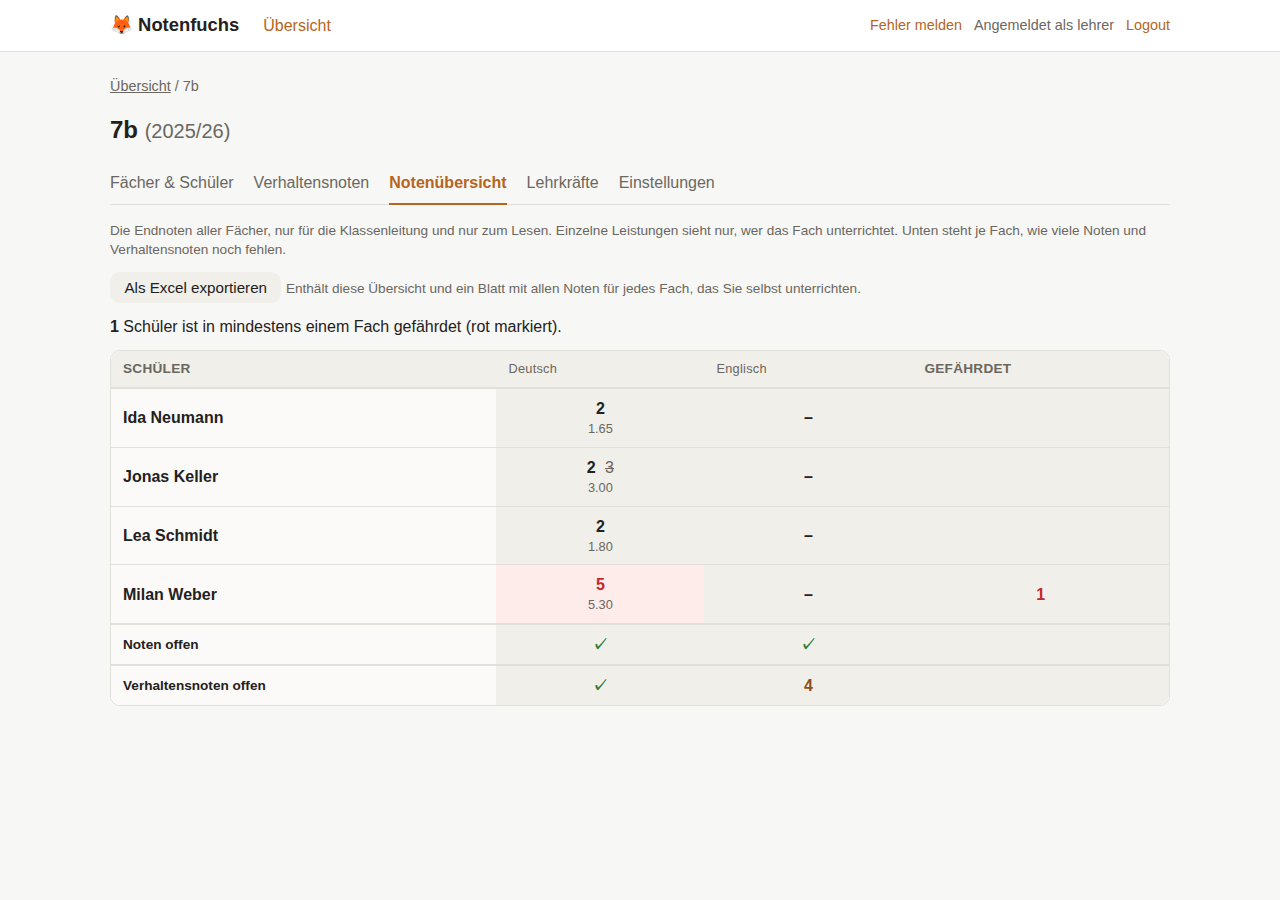 🦊 Notenfuchs Übersicht Fehler melden Angemeldet als lehrer Logout
Übersicht / 7b
7b (2025/26)
Fächer & Schüler Verhaltensnoten Notenübersicht Lehrkräfte Einstellungen
Die Endnoten aller Fächer, nur für die Klassenleitung und nur zum Lesen. Einzelne Leistungen sieht nur, wer das Fach unterrichtet. Unten steht je Fach, wie viele Noten und
Verhaltensnoten noch fehlen.
Als Excel exportieren Enthält diese Übersicht und ein Blatt mit allen Noten für jedes Fach, das Sie selbst unterrichten.
1 Schüler ist in mindestens einem Fach gefährdet (rot markiert).
SCHÜLER Deutsch Englisch GEFÄHRDET
Ida Neumann 2 –
1.65
Jonas Keller 2 3 –
3.00
Lea Schmidt 2 –
1.80
Milan Weber 5 – 1
5.30
Noten offen ✓ ✓
Verhaltensnoten offen ✓ 4